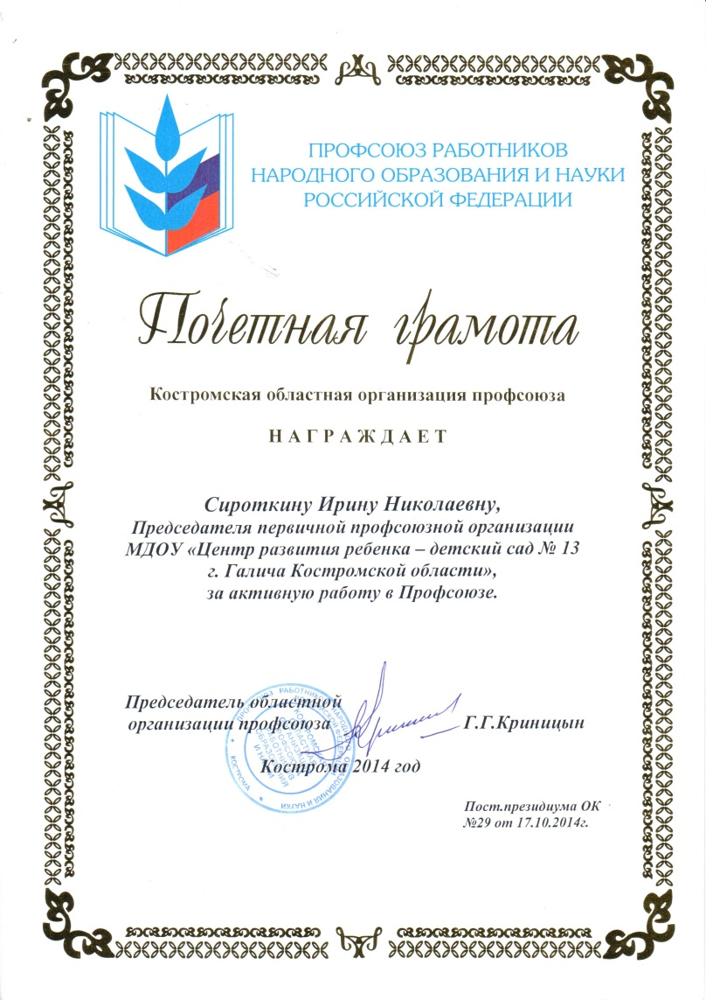 ПРОФСОЮЗ РАБОТНИКОВ
НАРОДНОГО ОБРАЗОВАНИЯ И НАУКИ
РОССИЙСКОЙ ФЕДЕРАЦИИ
Почетная грамота
Костромская областная организация профсоюза
НАГРАЖДАЕТ
Сироткину Ирину Николаевну,
Председателя первичной профсоюзной организации
МДОУ «Центр развития ребенка – детский сад № 13
г. Галича Костромской области»,
за активную работу в Профсоюзе.
Председатель областной
организации профсоюза
Г.Г.Криницын
Кострома 2014 год
Пост.президиума ОК
№29 от 17.10.2014г.